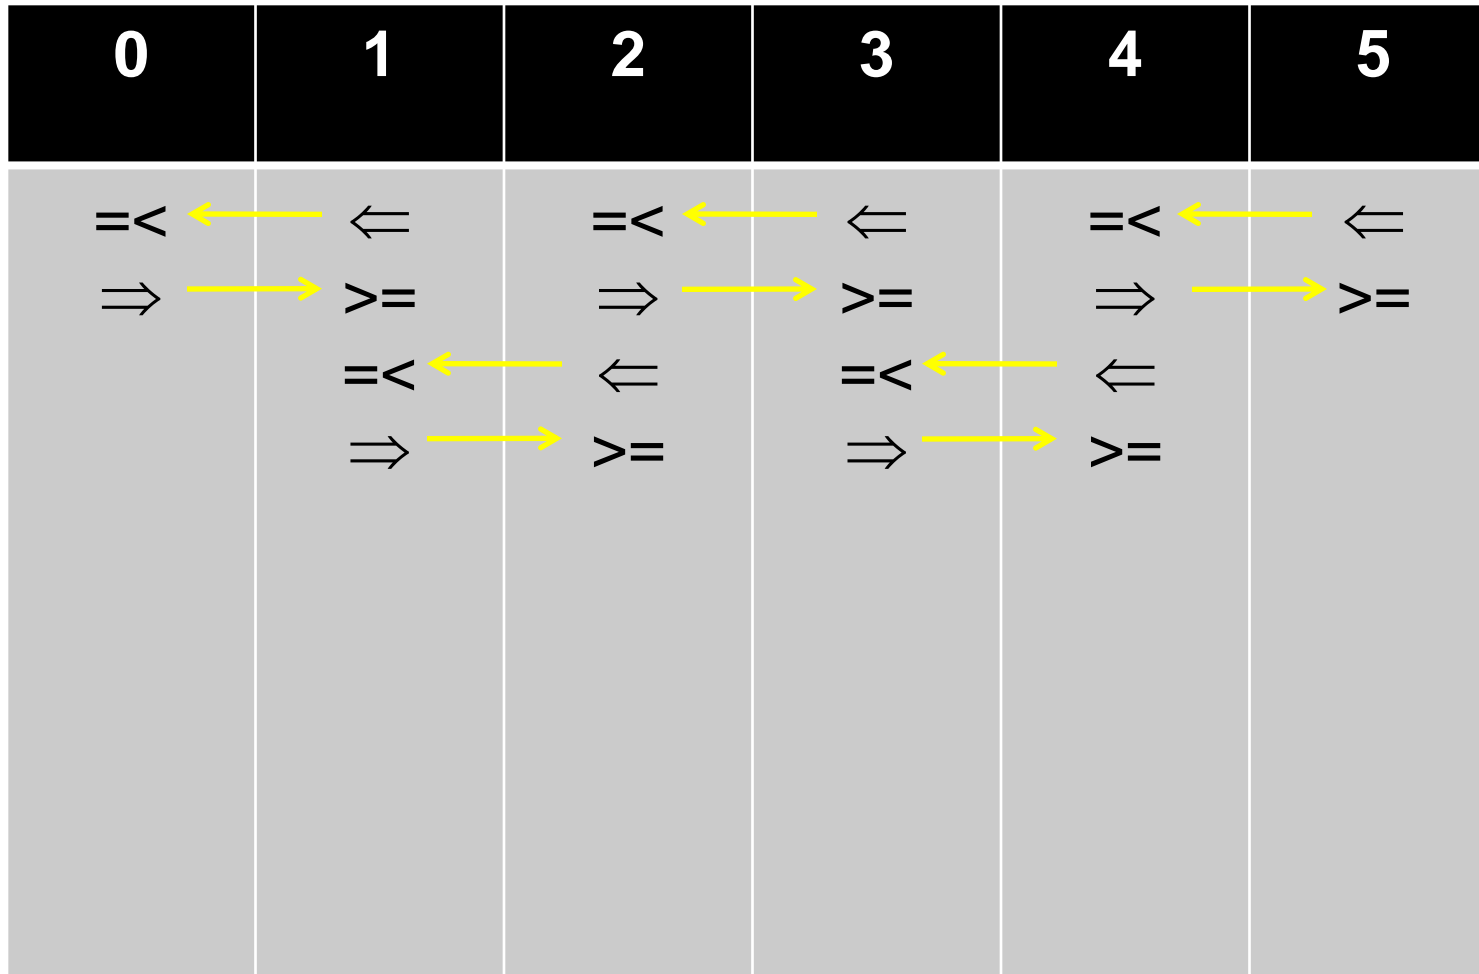 0 1 2 3 4 5
=< ⇐ =< ⇐ =< ⇐
⇒ >= ⇒ >= ⇒ >=
=< ⇐ =< ⇐
⇒ >= ⇒ >=